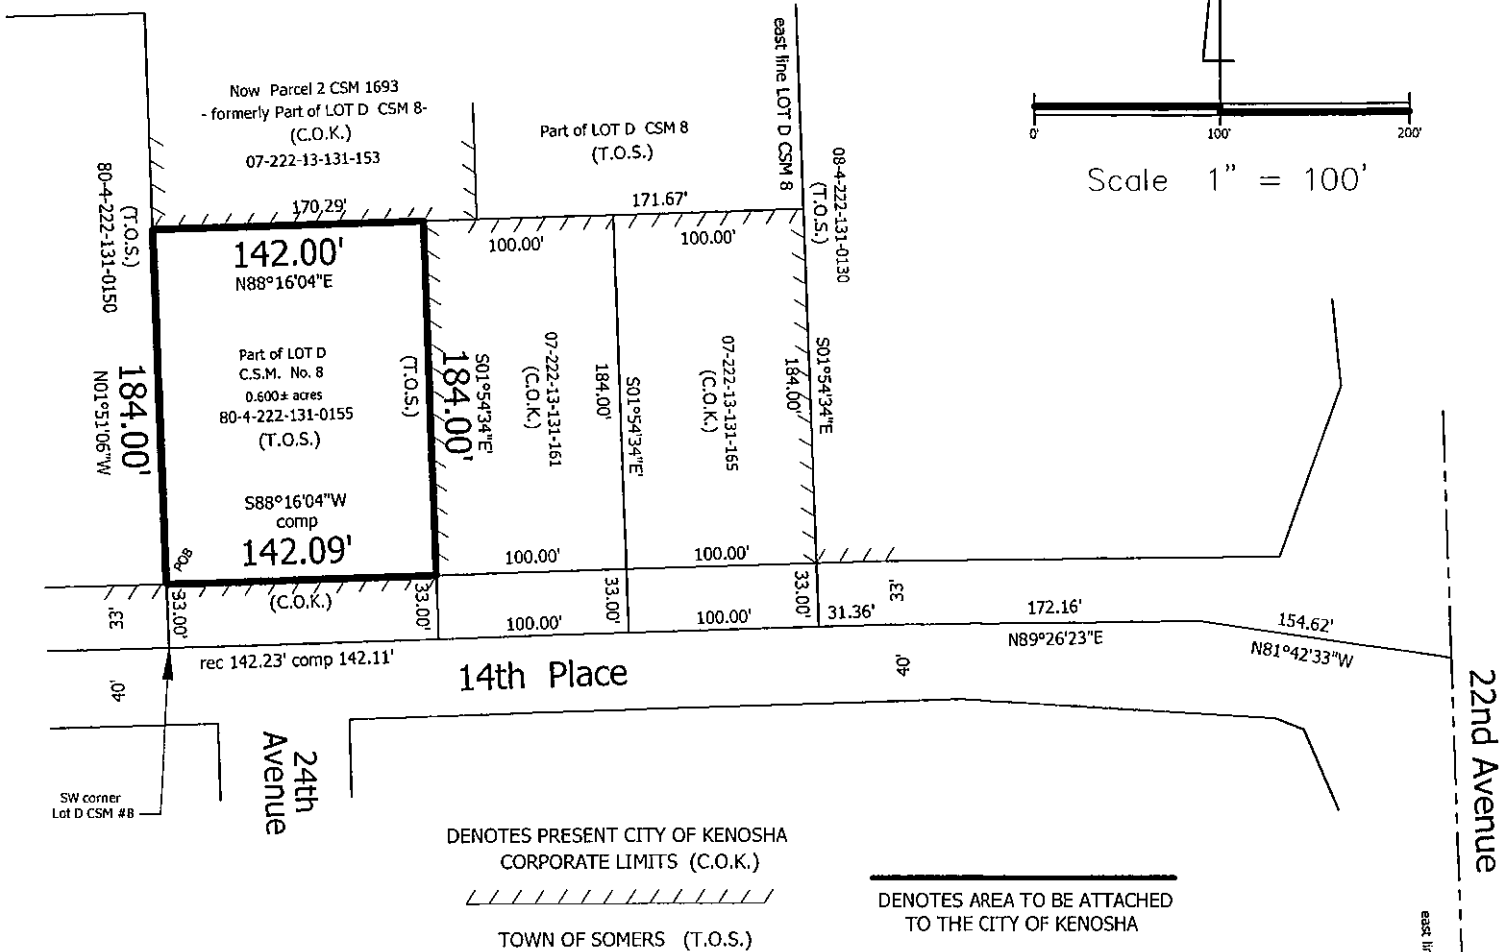 Now Parcel 2 CSM 1693
- formerly Part of LOT D CSM 8-
(C.O.K.)
07-222-13-131-153
Part of LOT D CSM 8
(T.O.S.)
east line LOT D CSM 8
08-4-222-131-0130
(T.O.S.)
0'
100'
200'
Scale 1" = 100'
80-4-222-131-0150
(T.O.S.)
170.29'
171.67'
142.00'
N88°16'04"E
100.00'
100.00'
184.00'
N01°51'06"W
Part of LOT D
C.S.M. No. 8
0.600± acres
80-4-222-131-0155
(T.O.S.)
(T.O.S.)
184.00'
S01°54'34"E
07-222-13-131-161
(C.O.K.)
184.00'
S01°54'34"E
07-222-13-131-165
(C.O.K.)
184.00'
S01°54'34"E
S88°16'04"W
comp
142.09'
POB
100.00'
100.00'
33'
33.00'
(C.O.K.)
33.00'
33.00'
33.00'
33'
100.00'
100.00'
31.36'
172.16'
N89°26'23"E
154.62'
N81°42'33"W
rec 142.23' comp 142.11'
14th Place
40'
40'
24th
Avenue
22nd Avenue
SW corner
Lot D CSM #8
DENOTES PRESENT CITY OF KENOSHA
CORPORATE LIMITS (C.O.K.)
TOWN OF SOMERS (T.O.S.)
DENOTES AREA TO BE ATTACHED
TO THE CITY OF KENOSHA
east